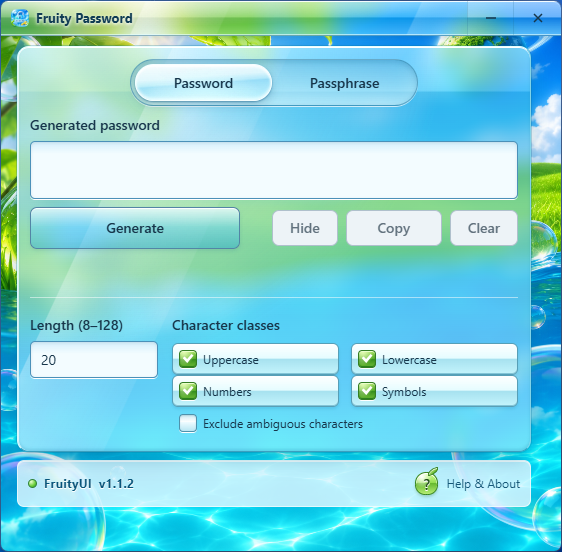 Fruity Password
Password Passphrase
Generated password
Generate Hide Copy Clear
Length (8–128) Character classes
20 Uppercase Lowercase
Numbers Symbols
Exclude ambiguous characters
FruityUI v1.1.2 ? Help & About